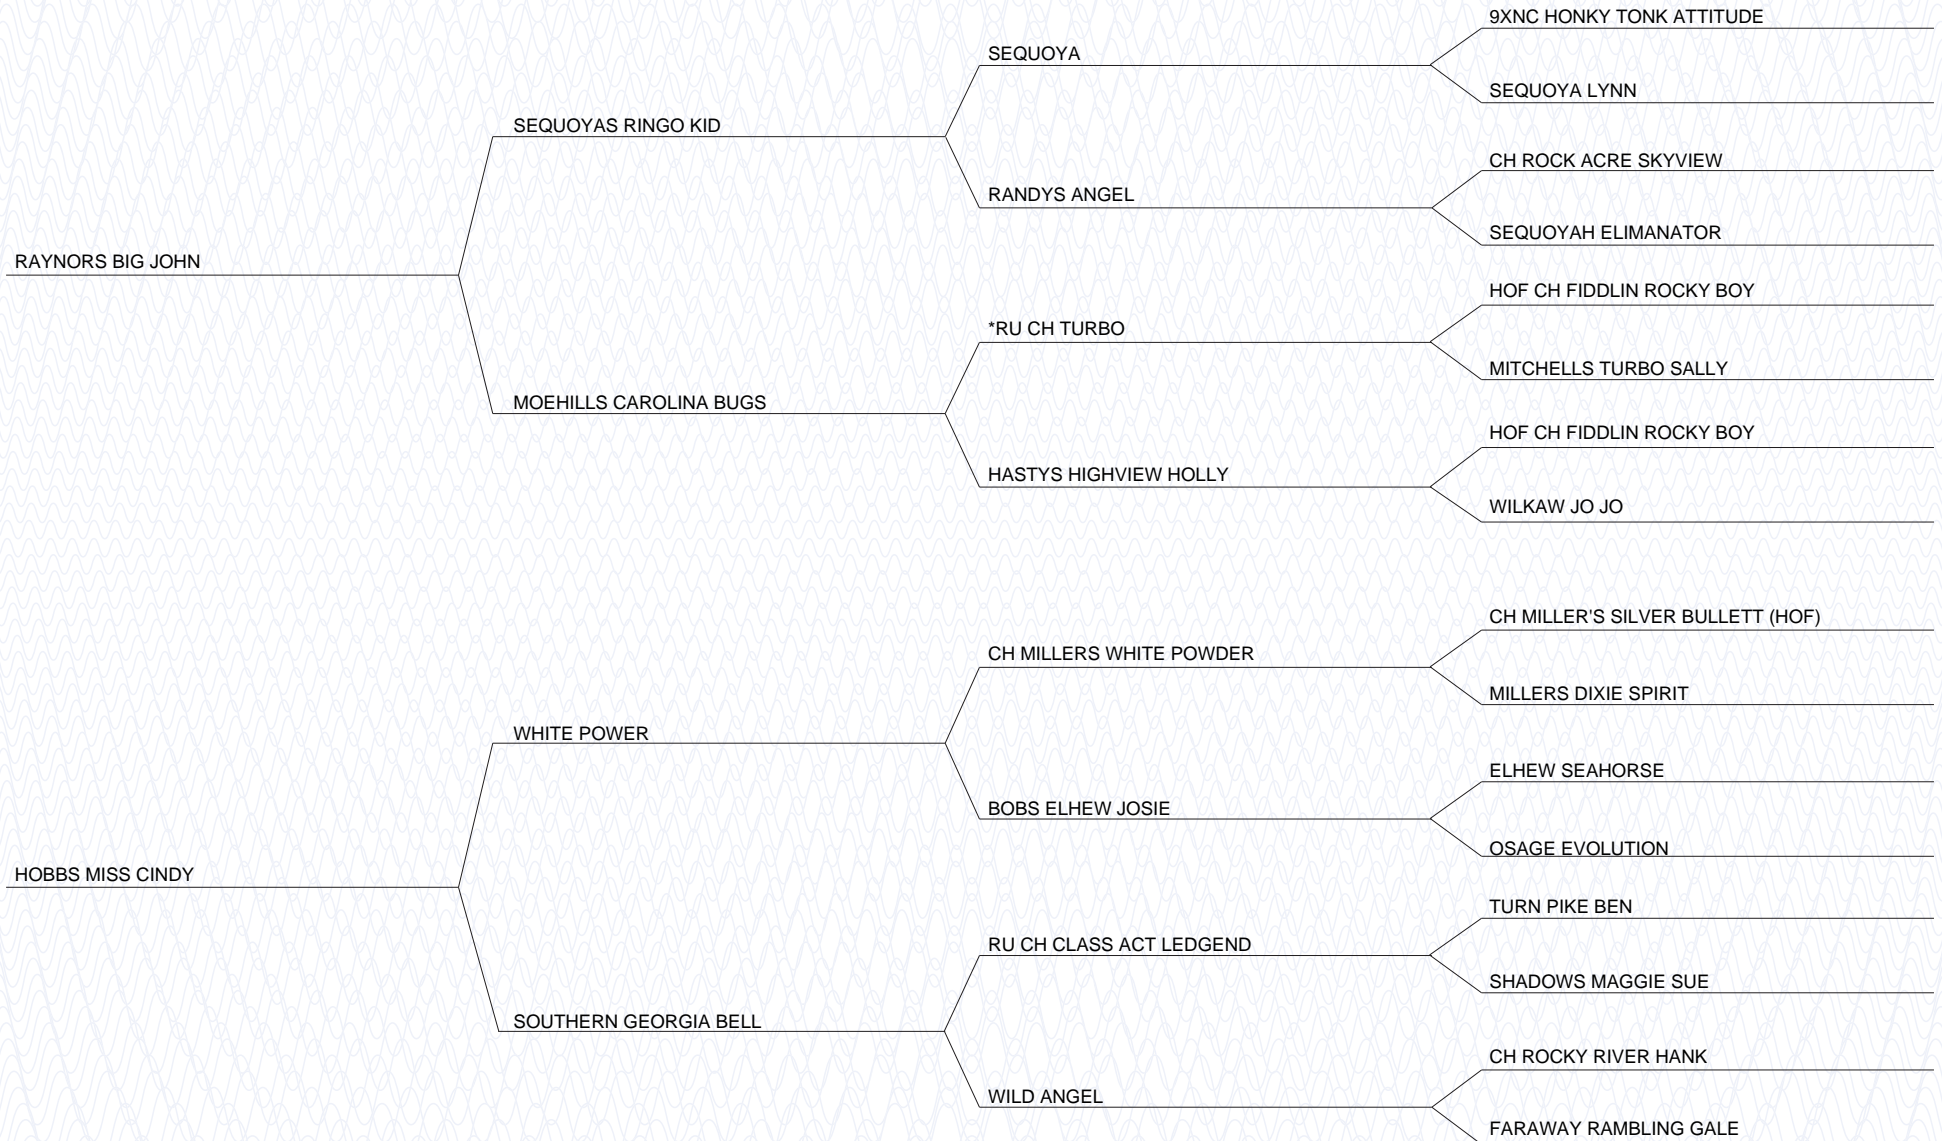 9XNC HONKY TONK ATTITUDE
SEQUOYA
SEQUOYA LYNN
SEQUOYAS RINGO KID
CH ROCK ACRE SKYVIEW
RANDYS ANGEL
SEQUOYAH ELIMANATOR
RAYNORS BIG JOHN
HOF CH FIDDLIN ROCKY BOY
*RU CH TURBO
MITCHELLS TURBO SALLY
MOEHILLS CAROLINA BUGS
HOF CH FIDDLIN ROCKY BOY
HASTYS HIGHVIEW HOLLY
WILKAW JO JO
CH MILLER'S SILVER BULLETT (HOF)
CH MILLERS WHITE POWDER
MILLERS DIXIE SPIRIT
WHITE POWER
ELHEW SEAHORSE
BOBS ELHEW JOSIE
OSAGE EVOLUTION
HOBBS MISS CINDY
TURN PIKE BEN
RU CH CLASS ACT LEDGEND
SHADOWS MAGGIE SUE
SOUTHERN GEORGIA BELL
CH ROCKY RIVER HANK
WILD ANGEL
FARAWAY RAMBLING GALE